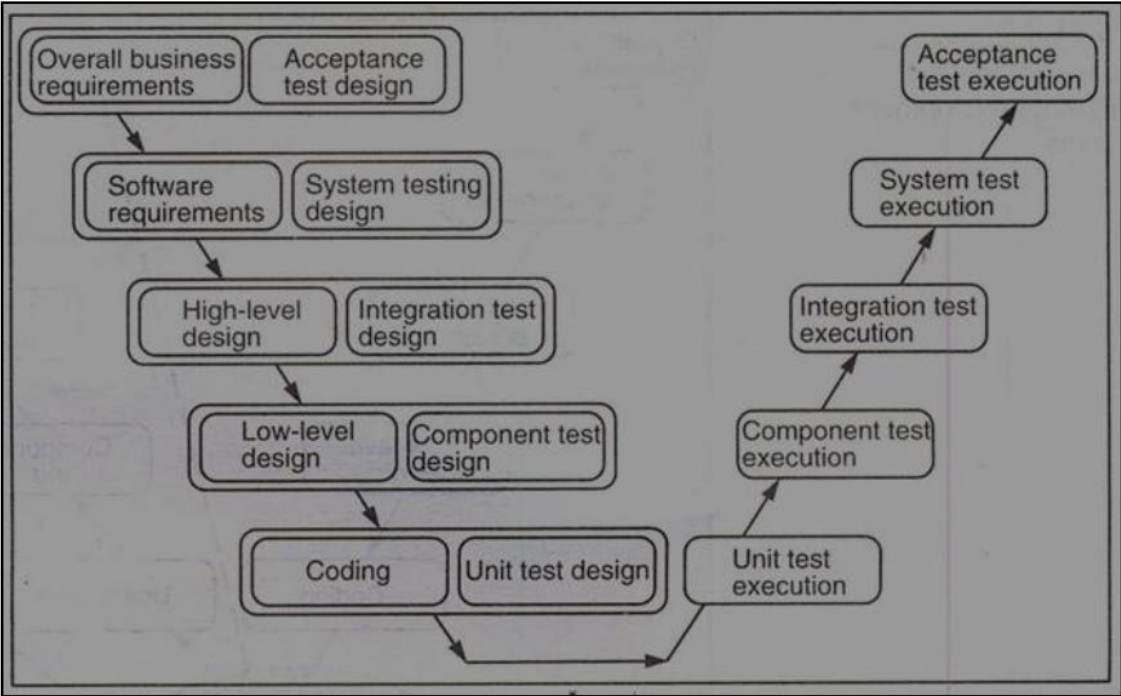 Overall business
requirements
Acceptance
test design
Acceptance
test execution
Software
requirements
System testing
design
System test
execution
High-level
design
Integration test
design
Integration test
execution
Low-level
design
Component test
design
Component test
execution
Coding
Unit test design
Unit test
execution